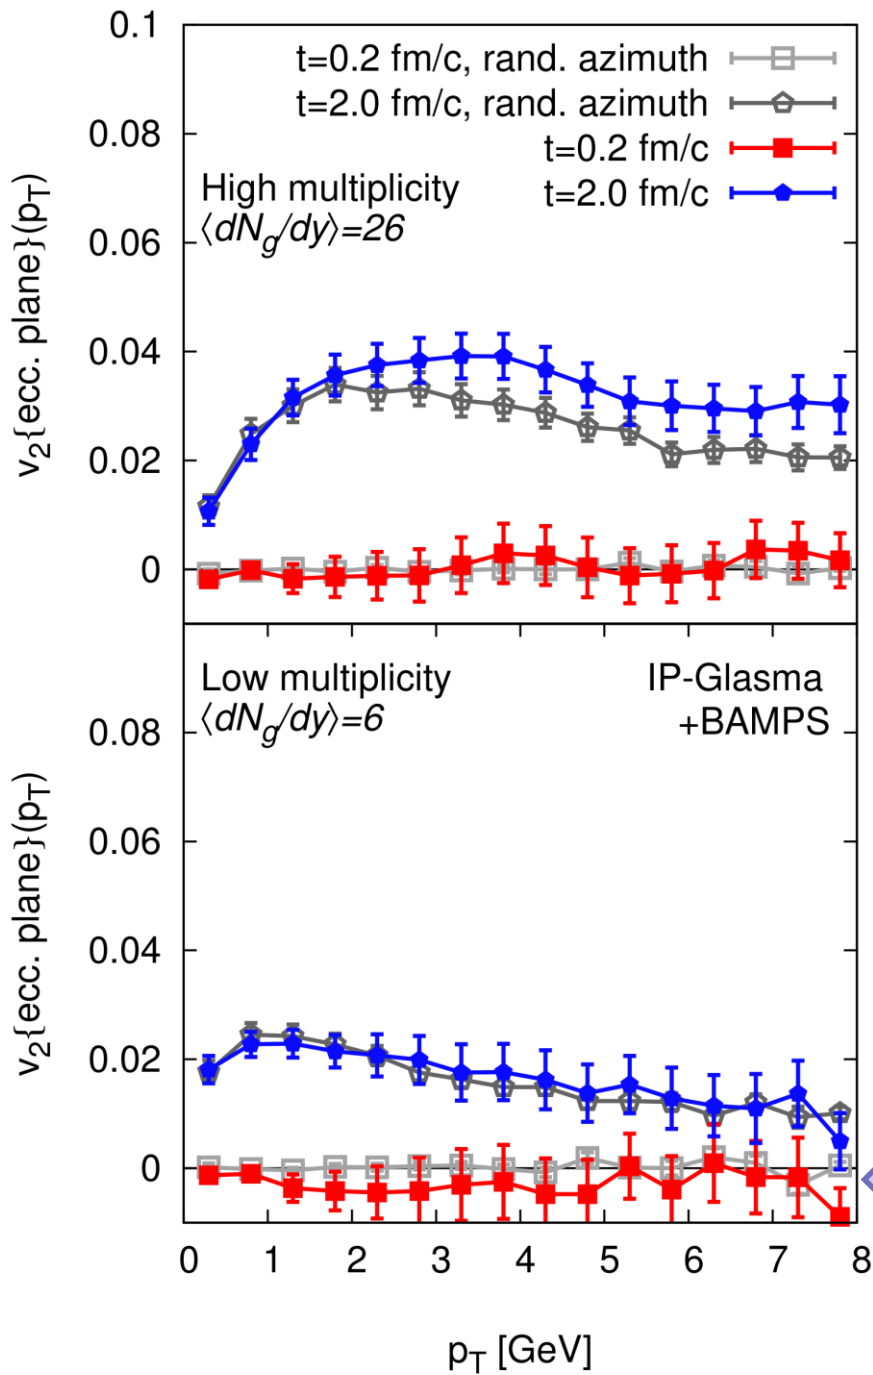 0.1
t=0.2 fm/c, rand. azimuth
t=2.0 fm/c, rand. azimuth
t=0.2 fm/c
t=2.0 fm/c
High multiplicity
⟨dN_g/dy⟩=26
v_2{ecc. plane}(p_T)
0.08
0.06
0.04
0.02
0
Low multiplicity
⟨dN_g/dy⟩=6
IP-Glasma
+BAMPS
v_2{ecc. plane}(p_T)
0.08
0.06
0.04
0.02
0
0 1 2 3 4 5 6 7 8
p_T [GeV]